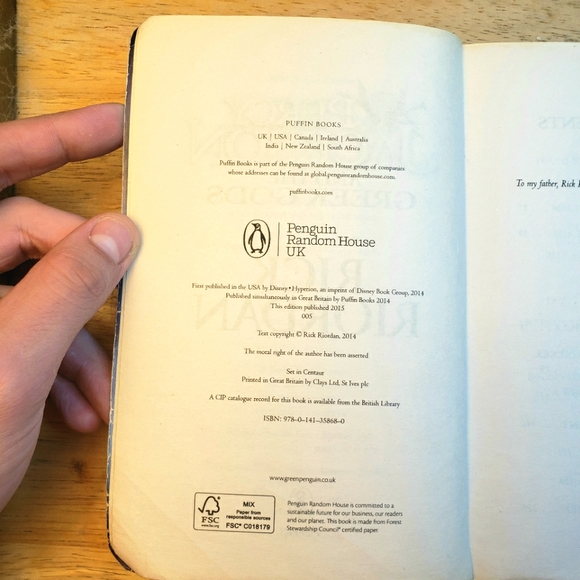 PUFFIN BOOKS
UK | USA | Canada | Ireland | Australia
India | New Zealand | South Africa
Puffin Books is part of the Penguin Random House group of companies
whose addresses can be found at global.penguinrandomhouse.com.
puffinbooks.com
Penguin
Random House
UK
First published in the USA by Disney • Hyperion, an imprint of Disney Book Group, 2014
Published simultaneously in Great Britain by Puffin Books 2014
This edition published 2015
005
Text copyright © Rick Riordan, 2014
The moral right of the author has been asserted
Set in Centaur
Printed in Great Britain by Clays Ltd, St Ives plc
A CIP catalogue record for this book is available from the British Library
ISBN: 978–0–141–35868–0
www.greenpenguin.co.uk
FSC
www.fsc.org
MIX
Paper from
responsible sources
FSC® C018179
Penguin Random House is committed to a
sustainable future for our business, our readers
and our planet. This book is made from Forest
Stewardship Council® certified paper.
To my father, Rick